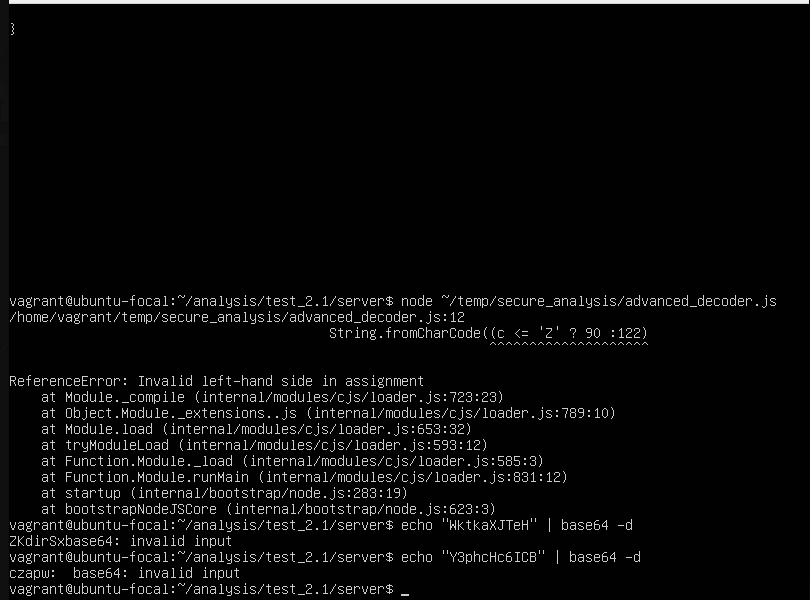 }
vagrant@ubuntu-focal:~/analysis/test_2.1/server$ node ~/temp/secure_analysis/advanced_decoder.js
/home/vagrant/temp/secure_analysis/advanced_decoder.js:12
String.fromCharCode((c <= 'Z' ? 90 :122)
^^^^^^^^^^^^^^^^^^^^
ReferenceError: Invalid left-hand side in assignment
at Module._compile (internal/modules/cjs/loader.js:723:23)
at Object.Module._extensions..js (internal/modules/cjs/loader.js:789:10)
at Module.load (internal/modules/cjs/loader.js:653:32)
at tryModuleLoad (internal/modules/cjs/loader.js:593:12)
at Function.Module._load (internal/modules/cjs/loader.js:585:3)
at Function.Module.runMain (internal/modules/cjs/loader.js:831:12)
at startup (internal/bootstrap/node.js:283:19)
at bootstrapNodeJSCore (internal/bootstrap/node.js:623:3)
vagrant@ubuntu-focal:~/analysis/test_2.1/server$ echo "WktkaXJTeH" | base64 -d
ZKdirSxbase64: invalid input
vagrant@ubuntu-focal:~/analysis/test_2.1/server$ echo "Y3phcHc6ICB" | base64 -d
czapw:  base64: invalid input
vagrant@ubuntu-focal:~/analysis/test_2.1/server$ _